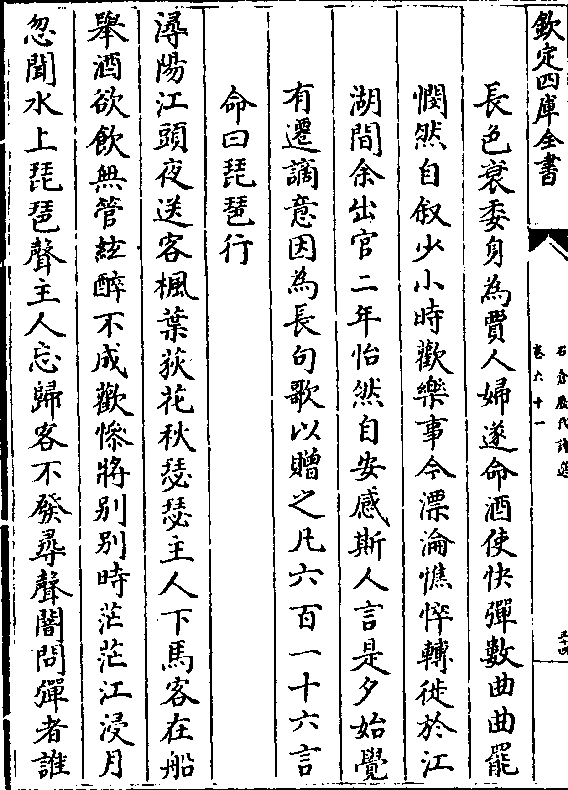 欽定四庫全書
石倉歷代詩選
卷六十一
長色衰委身為賈人婦遂命酒使快彈數曲曲罷
憫然自叙少小時歡樂事今漂淪憔悴轉徙於江
湖間余出官二年怡然自安感斯人言是夕始覺
有遷謫意因為長句歌以贈之凡六百一十六言
命曰琵琶行
潯陽江頭夜送客楓葉荻花秋瑟瑟主人下馬客在船
舉酒欲飲無管絃醉不成歡慘將别别時茫茫江浸月
忽聞水上琵琶聲主人忘歸客不發尋聲闇問彈者誰